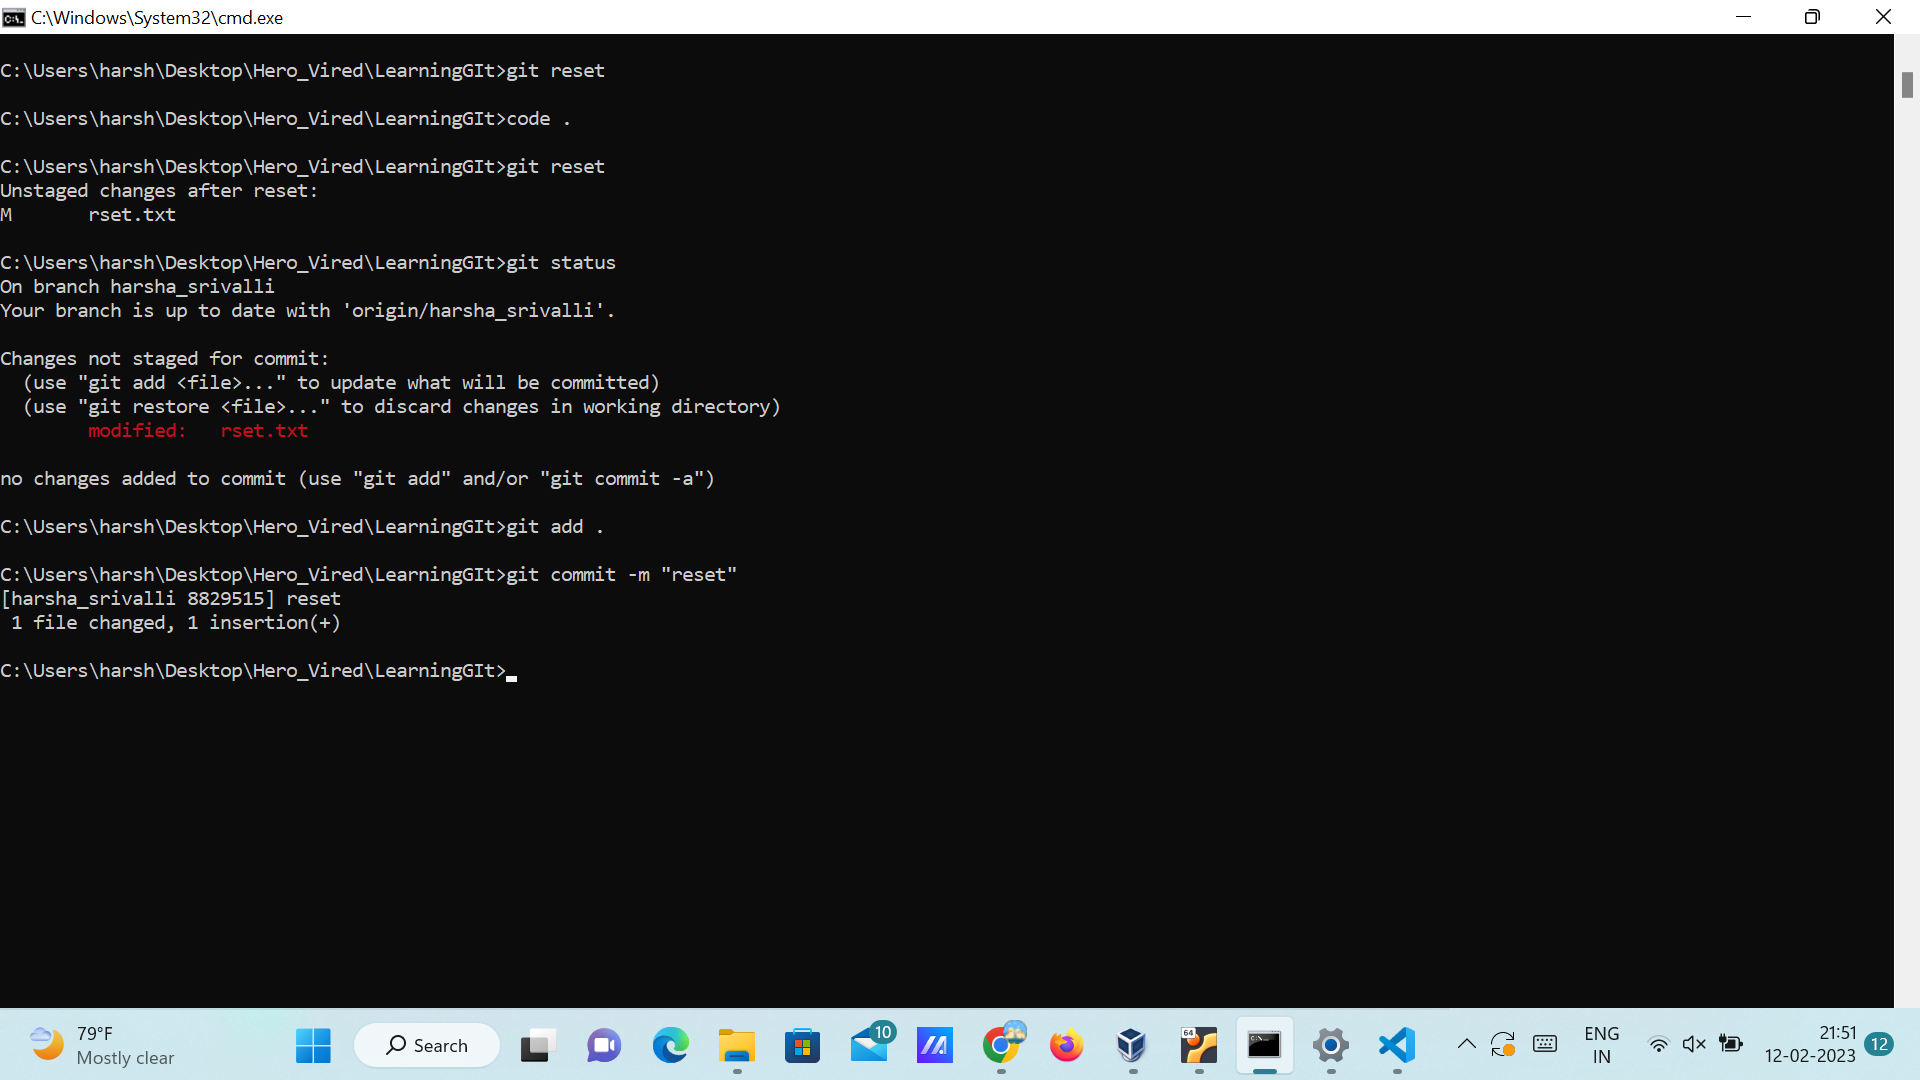 C:\Windows\System32\cmd.exe
C:\Users\harsh\Desktop\Hero_Vired\LearningGIt>git reset
C:\Users\harsh\Desktop\Hero_Vired\LearningGIt>code .
C:\Users\harsh\Desktop\Hero_Vired\LearningGIt>git reset
Unstaged changes after reset:
M       rset.txt
C:\Users\harsh\Desktop\Hero_Vired\LearningGIt>git status
On branch harsha_srivalli
Your branch is up to date with 'origin/harsha_srivalli'.
Changes not staged for commit:
  (use "git add <file>..." to update what will be committed)
  (use "git restore <file>..." to discard changes in working directory)
        modified:   rset.txt
no changes added to commit (use "git add" and/or "git commit -a")
C:\Users\harsh\Desktop\Hero_Vired\LearningGIt>git add .
C:\Users\harsh\Desktop\Hero_Vired\LearningGIt>git commit -m "reset"
[harsha_srivalli 8829515] reset
 1 file changed, 1 insertion(+)
C:\Users\harsh\Desktop\Hero_Vired\LearningGIt>
79°F
Mostly clear
Search
10
64
ENG
IN
21:51
12-02-2023
12